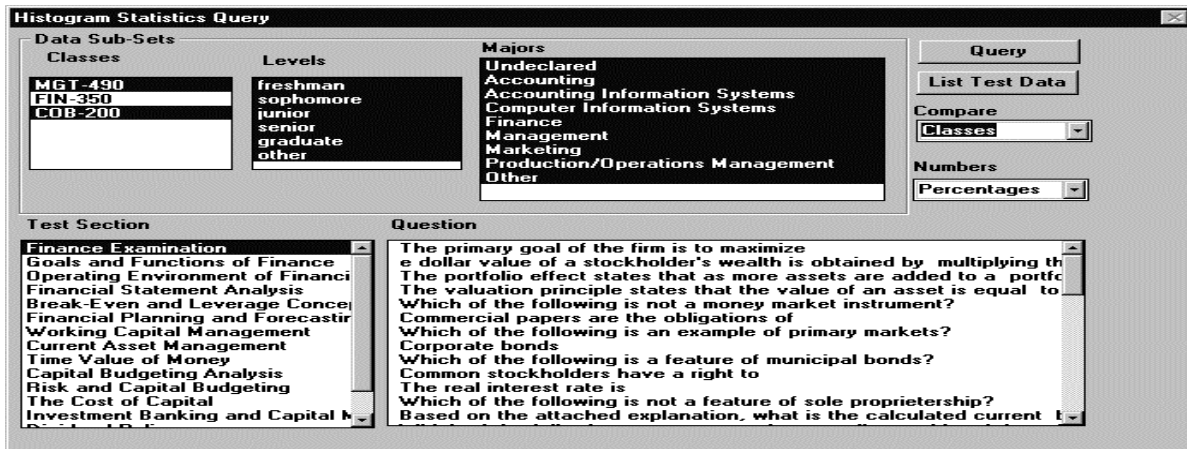 Histogram Statistics Query
Data Sub-Sets
Classes
MGT-490
FIN-350
COB-200
Levels
freshman
sophomore
junior
senior
graduate
other
Majors
Undeclared
Accounting
Accounting Information Systems
Computer Information Systems
Finance
Management
Marketing
Production/Operations Management
Other
Query
List Test Data
Compare
Classes
Numbers
Percentages
Test Section
Finance Examination
Goals and Functions of Finance
Operating Environment of Financi
Financial Statement Analysis
Break-Even and Leverage Concep
Financial Planning and Forecastin
Working Capital Management
Current Asset Management
Time Value of Money
Capital Budgeting Analysis
Risk and Capital Budgeting
The Cost of Capital
Investment Banking and Capital M
Question
The primary goal of the firm is to maximize
e dollar value of a stockholder's wealth is obtained by multiplying th
The portfolio effect states that as more assets are added to a portfo
The valuation principle states that the value of an asset is equal to
Which of the following is not a money market instrument?
Commercial papers are the obligations of
Which of the following is an example of primary markets?
Corporate bonds
Which of the following is a feature of municipal bonds?
Common stockholders have a right to
The real interest rate is
Which of the following is not a feature of sole proprietership?
Based on the attached explanation, what is the calculated current